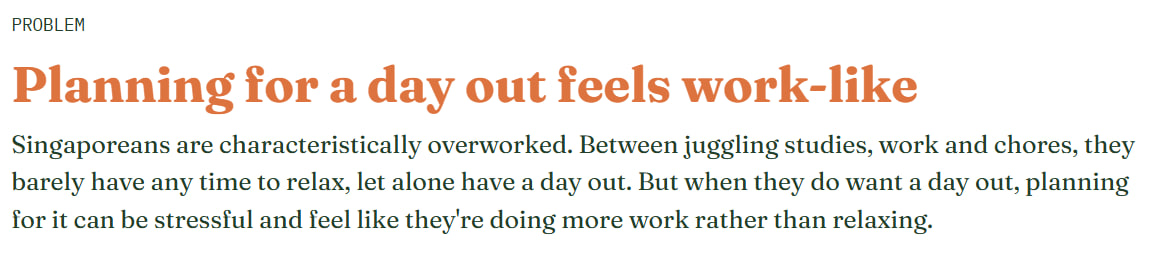 PROBLEM
Planning for a day out feels work-like
Singaporeans are characteristically overworked. Between juggling studies, work and chores, they
barely have any time to relax, let alone have a day out. But when they do want a day out, planning
for it can be stressful and feel like they're doing more work rather than relaxing.